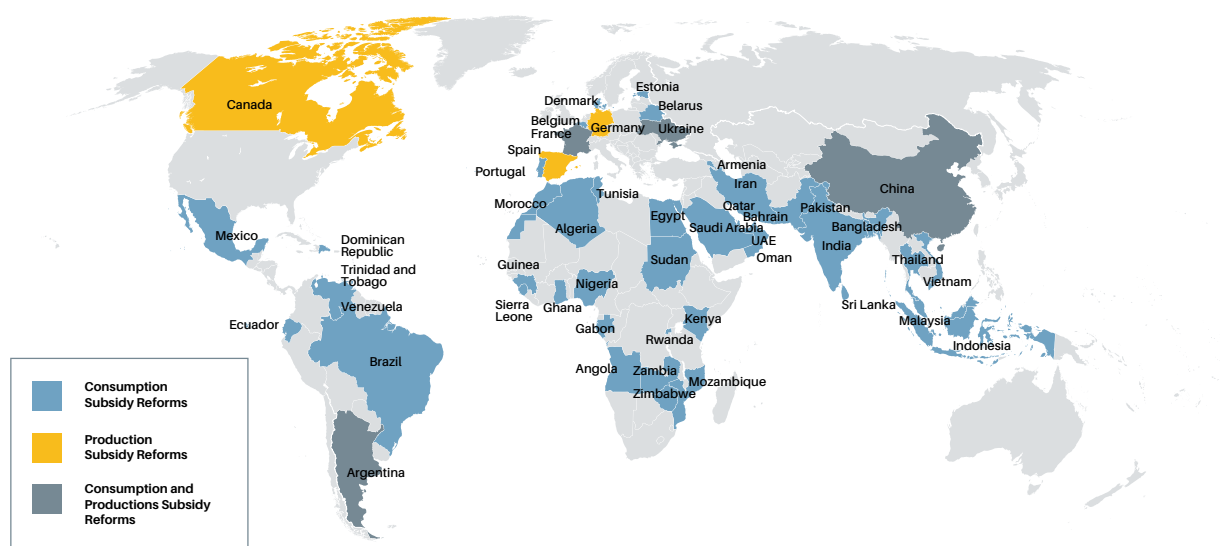 Canada
Estonia
Denmark
Belarus
Belgium
France
Germany
Ukraine
Spain
Portugal
Armenia
Iran
China
Tunisia
Morocco
Algeria
Egypt
Qatar
Bahrain
Pakistan
Saudi Arabia
Bangladesh
UAE
India
Oman
Mexico
Dominican
Republic
Trinidad and
Tobago
Venezuela
Ecuador
Brazil
Argentina
Guinea
Sierra
Leone
Ghana
Nigeria
Sudan
Gabon
Kenya
Rwanda
Angola
Zambia
Mozambique
Zimbabwe
Thailand
Vietnam
Sri Lanka
Malaysia
Indonesia
Consumption
Subsidy Reforms
Production
Subsidy Reforms
Consumption and
Productions Subsidy
Reforms